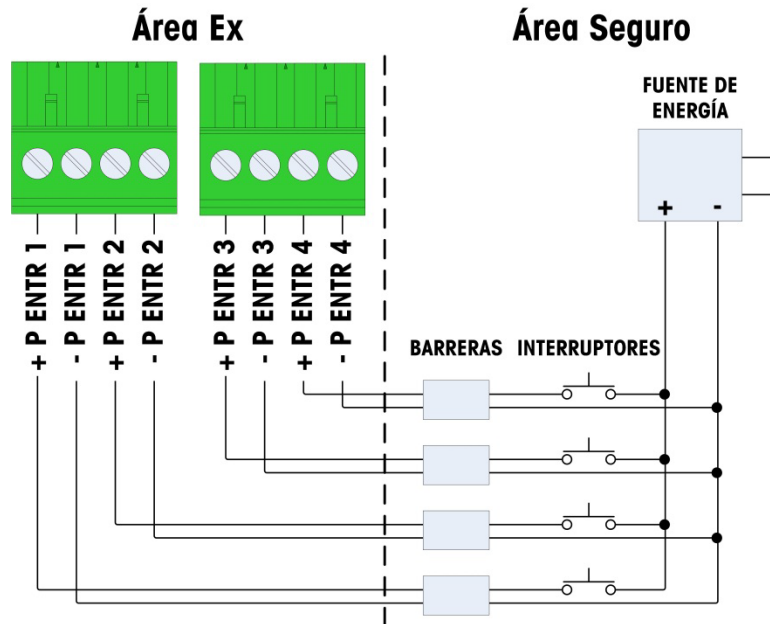 Área Ex
Área Seguro
FUENTE DE
ENERGÍA
+ -
+ P ENTR 1
- P ENTR 1
+ P ENTR 2
- P ENTR 2
+ P ENTR 3
- P ENTR 3
+ P ENTR 4
- P ENTR 4
BARRERAS
INTERRUPTORES